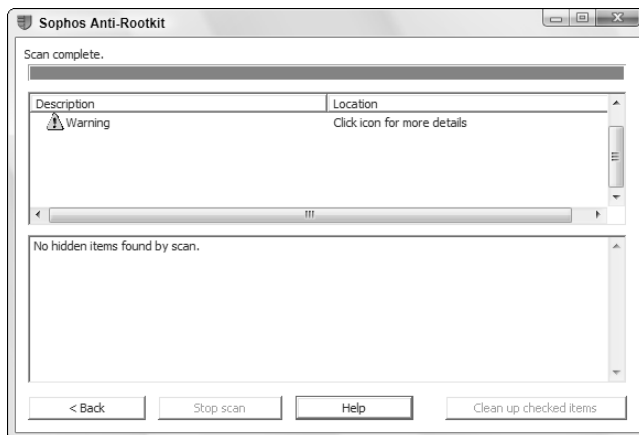 Sophos Anti-Rootkit
Scan complete.
Description Location
Warning Click icon for more details
No hidden items found by scan.
< Back Stop scan Help Clean up checked items